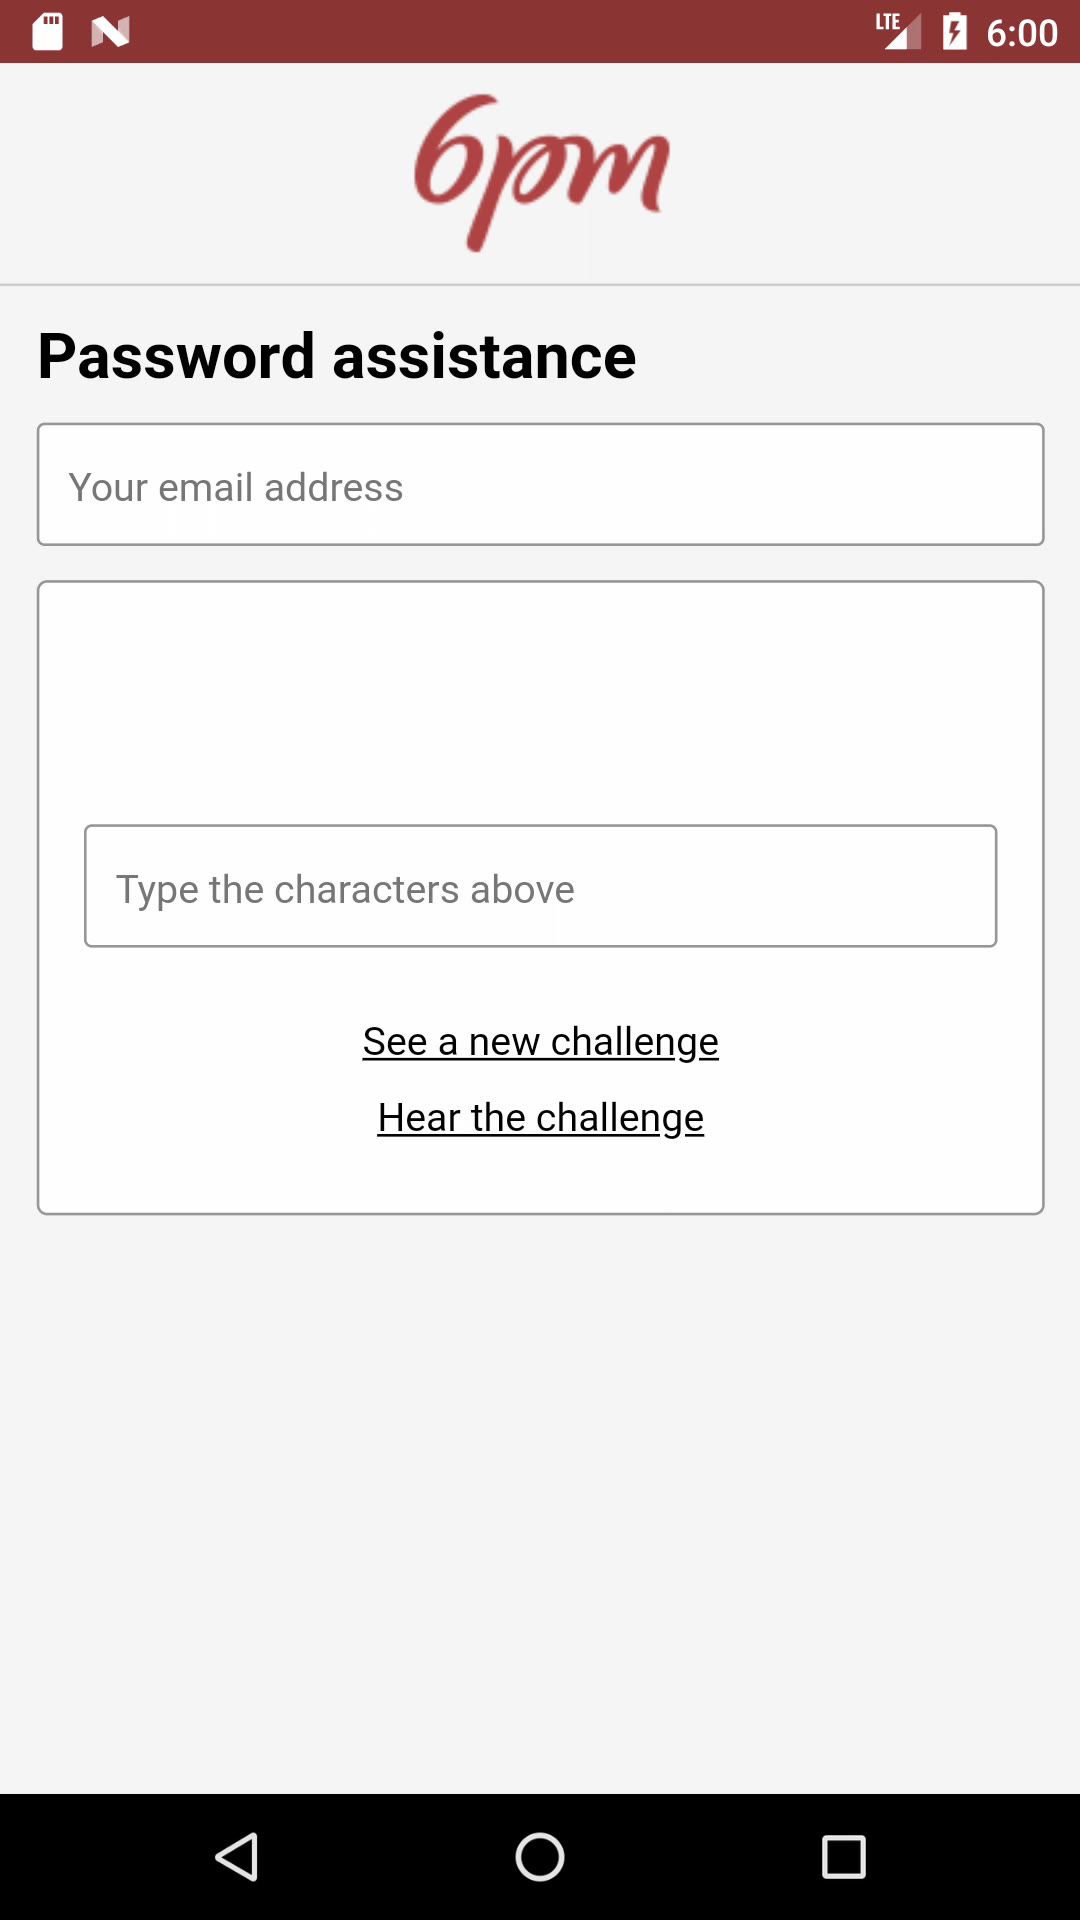 LTE 6:00
6pm
Password assistance
Your email address
Type the characters above
See a new challenge
Hear the challenge